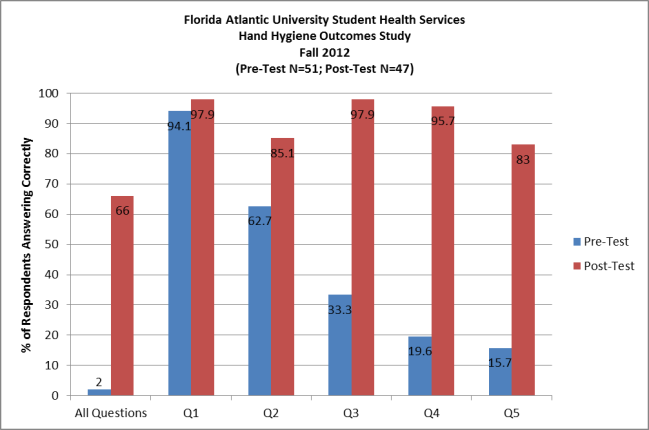 Florida Atlantic University Student Health Services
Hand Hygiene Outcomes Study
Fall 2012
(Pre-Test N=51; Post-Test N=47)
% of Respondents Answering Correctly
100
90
80
70
60
50
40
30
20
10
0
2
66
94.1
97.9
62.7
85.1
33.3
97.9
19.6
95.7
15.7
83
All Questions
Q1
Q2
Q3
Q4
Q5
Pre-Test
Post-Test